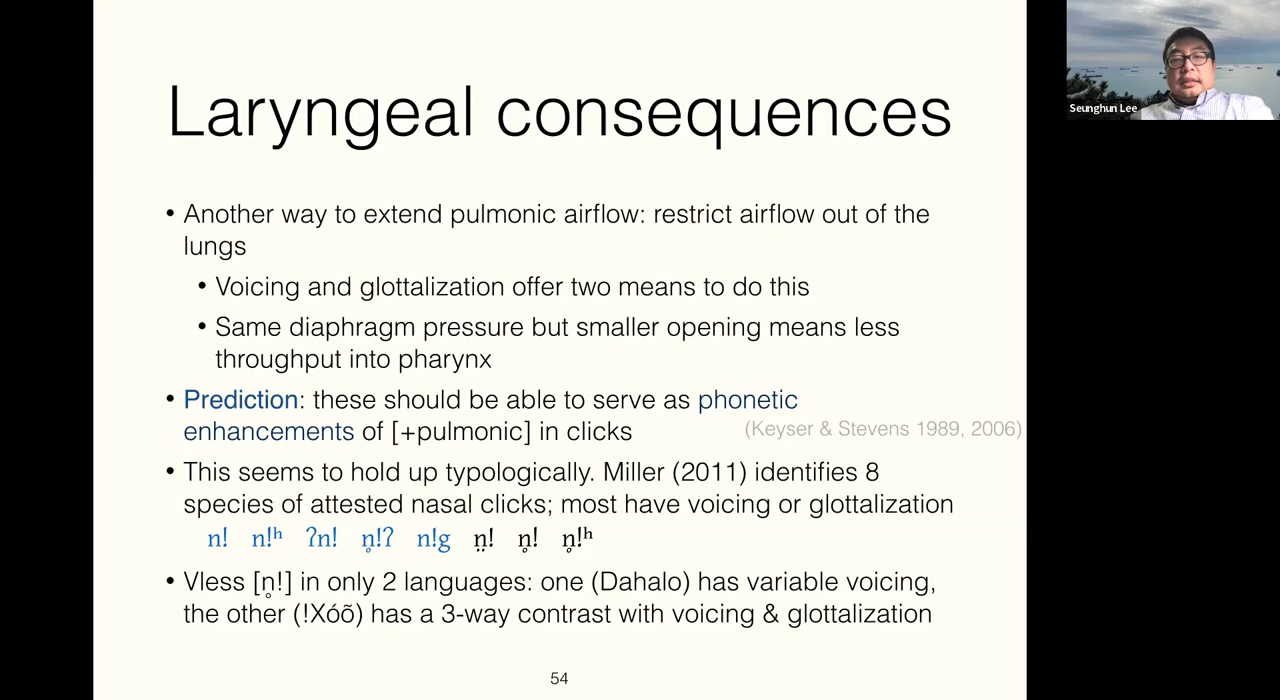 Laryngeal consequences
Seunghun Lee
• Another way to extend pulmonic airflow: restrict airflow out of the
lungs
• Voicing and glottalization offer two means to do this
• Same diaphragm pressure but smaller opening means less
throughput into pharynx
• Prediction: these should be able to serve as phonetic
enhancements of [+pulmonic] in clicks (Keyser & Stevens 1989, 2006)
• This seems to hold up typologically. Miller (2011) identifies 8
species of attested nasal clicks; most have voicing or glottalization
n! n!ʰ ʔn! n̥!ʔ n!g n̤! n̥! n̥!ʰ
• Vless [n̥!] in only 2 languages: one (Dahalo) has variable voicing,
the other (!Xóõ) has a 3-way contrast with voicing & glottalization
54